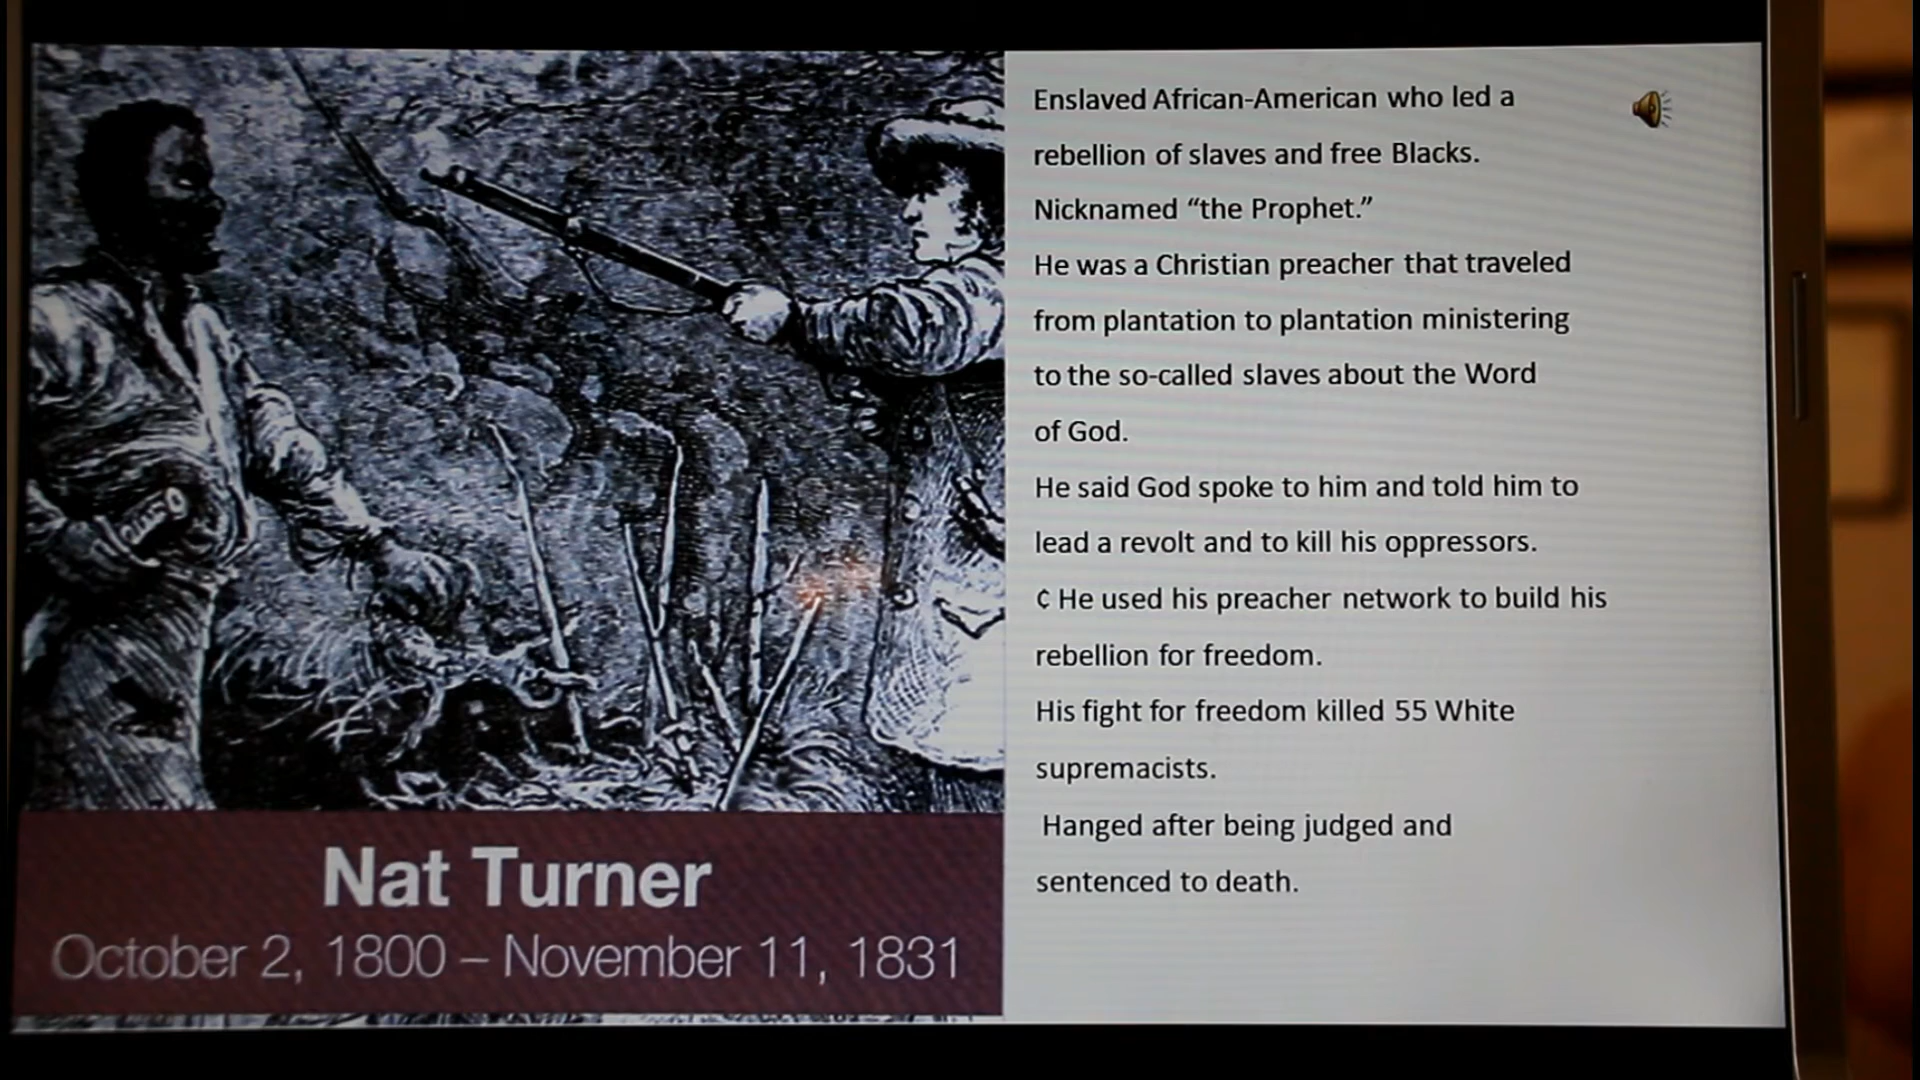 Enslaved African-American who led a
rebellion of slaves and free Blacks.
Nicknamed “the Prophet.”
He was a Christian preacher that traveled
from plantation to plantation ministering
to the so-called slaves about the Word
of God.
He said God spoke to him and told him to
lead a revolt and to kill his oppressors.
¢ He used his preacher network to build his
rebellion for freedom.
His fight for freedom killed 55 White
supremacists.
Hanged after being judged and
sentenced to death.
Nat Turner
October 2, 1800 – November 11, 1831